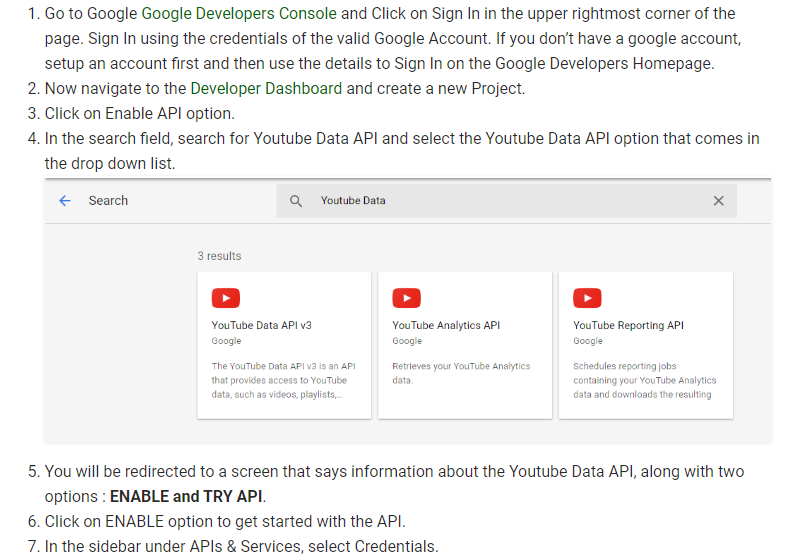 1. Go to Google Google Developers Console and Click on Sign In in the upper rightmost corner of the
page. Sign In using the credentials of the valid Google Account. If you don’t have a google account,
setup an account first and then use the details to Sign In on the Google Developers Homepage.
2. Now navigate to the Developer Dashboard and create a new Project.
3. Click on Enable API option.
4. In the search field, search for Youtube Data API and select the Youtube Data API option that comes in
the drop down list.
Search
Youtube Data
3 results
YouTube Data API v3
Google
The YouTube Data API v3 is an API
that provides access to YouTube
data, such as videos, playlists,...
YouTube Analytics API
Google
Retrieves your YouTube Analytics
data.
YouTube Reporting API
Google
Schedules reporting jobs
containing your YouTube Analytics
data and downloads the resulting
5. You will be redirected to a screen that says information about the Youtube Data API, along with two
options : ENABLE and TRY API.
6. Click on ENABLE option to get started with the API.
7. In the sidebar under APIs & Services, select Credentials.